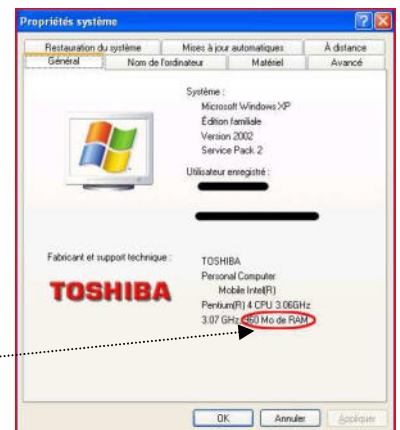 Propriétés système
Restauration du système Mises à jour automatiques À distance
Général Nom de l'ordinateur Matériel Avancé
Système :
Microsoft Windows XP
Édition familiale
Version 2002
Service Pack 2
Utilisateur enregistré :
Fabricant et support technique :
TOSHIBA
TOSHIBA
Personal Computer
Mobile Intel(R)
Pentium(R) 4 CPU 3.06GHz
3.07 GHz, 960 Mo de RAM
OK Annuler Appliquer